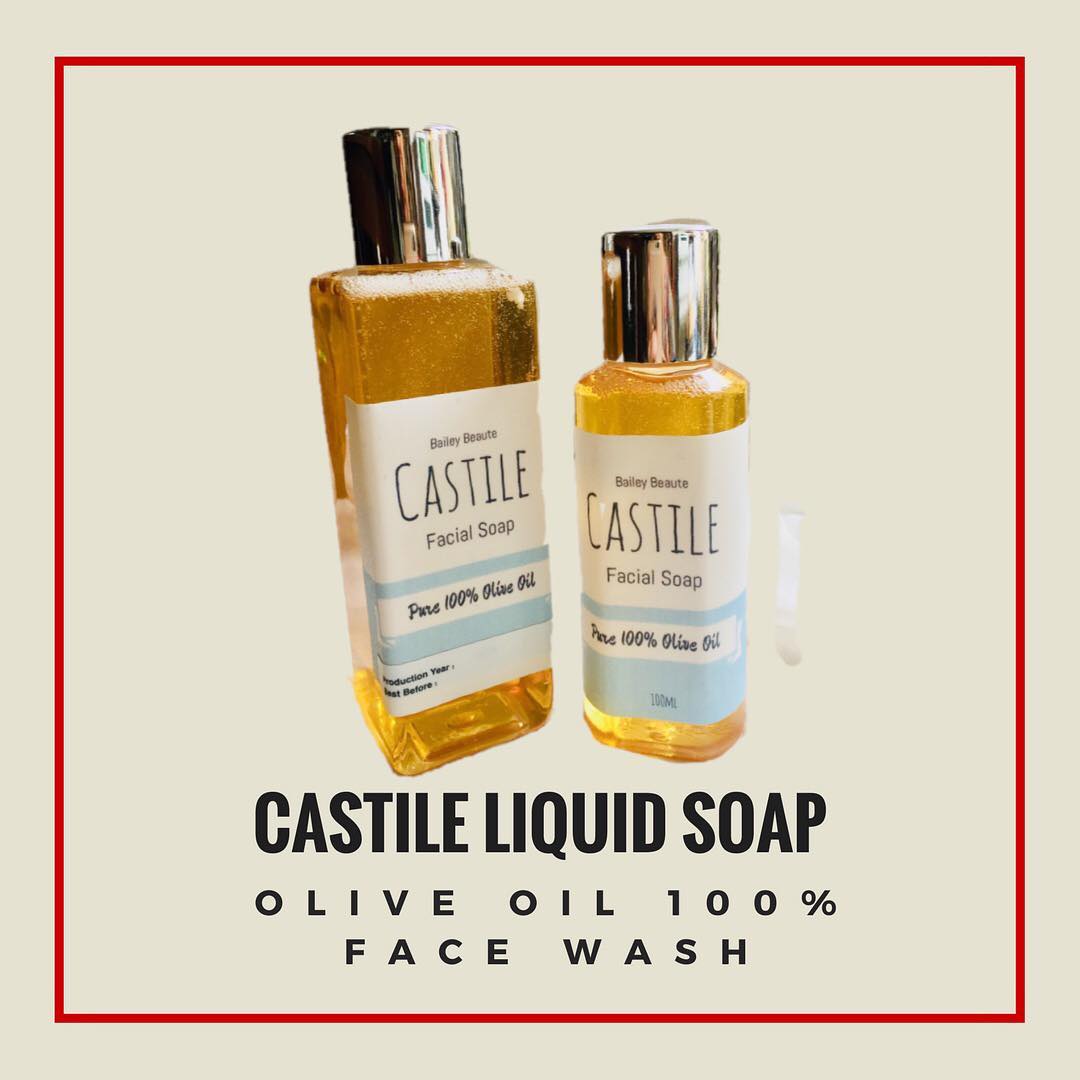 Bailey Beaute
CASTILE
Facial Soap
Pure 100% Olive Oil
Production Year :
Best Before :
Bailey Beaute
CASTILE
Facial Soap
Pure 100% Olive Oil
100ML
CASTILE LIQUID SOAP
OLIVE OIL 100%
FACE WASH